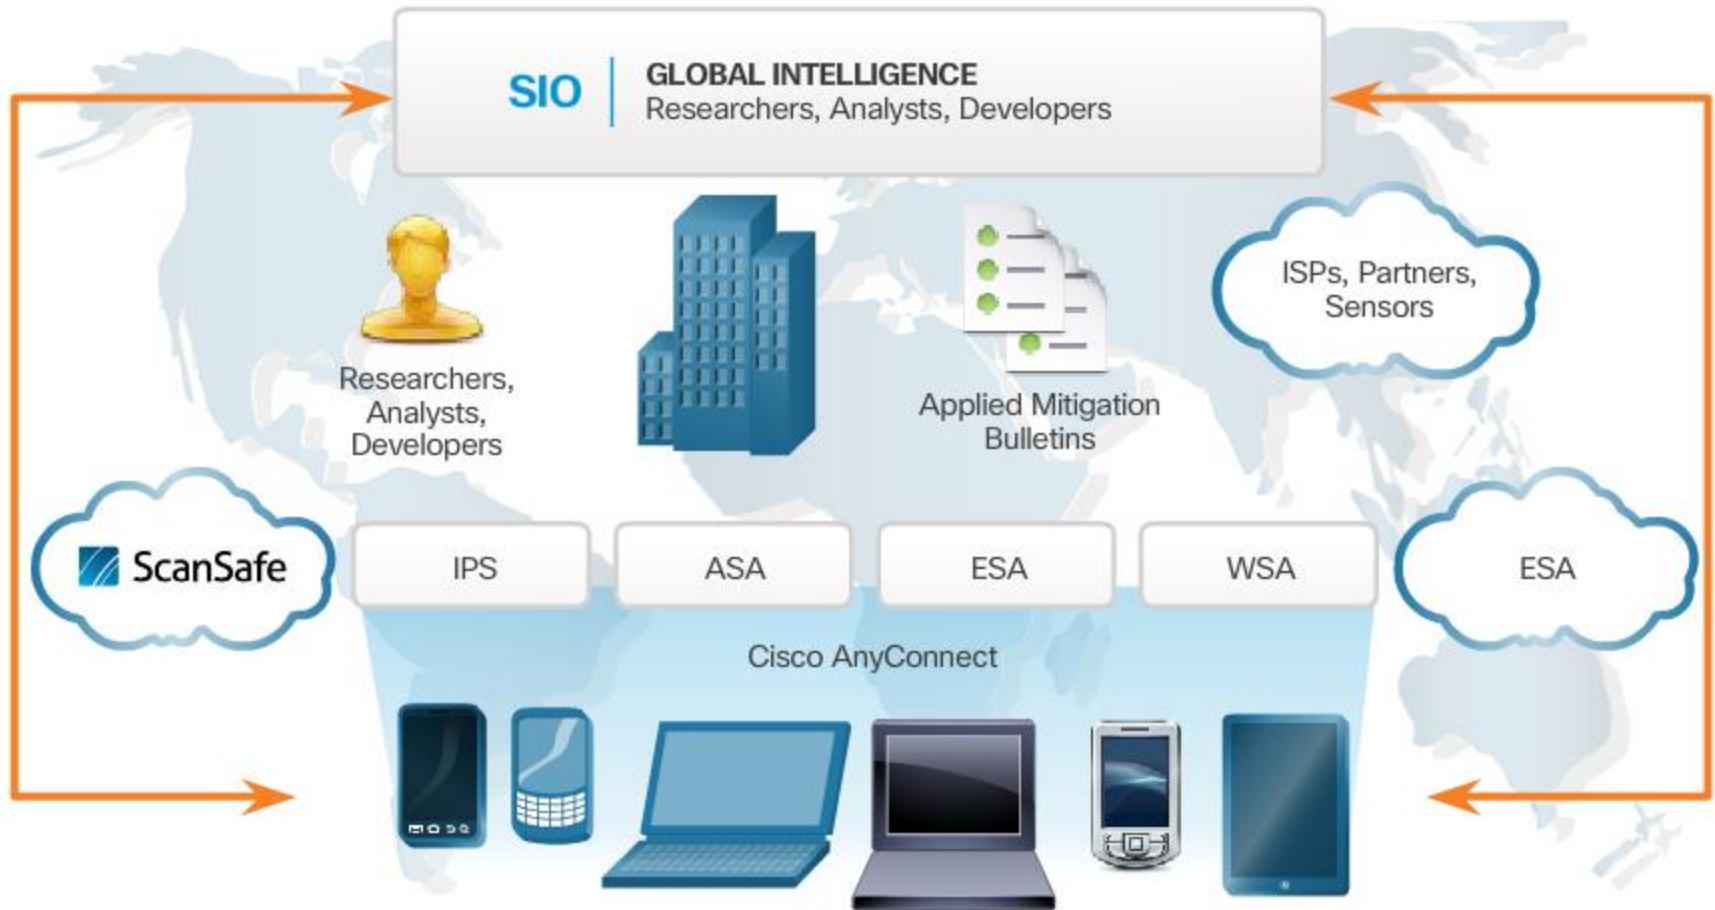 SIO
GLOBAL INTELLIGENCE
Researchers, Analysts, Developers
Researchers,
Analysts,
Developers
Applied Mitigation
Bulletins
ISPs, Partners,
Sensors
ScanSafe
IPS
ASA
ESA
WSA
ESA
Cisco AnyConnect